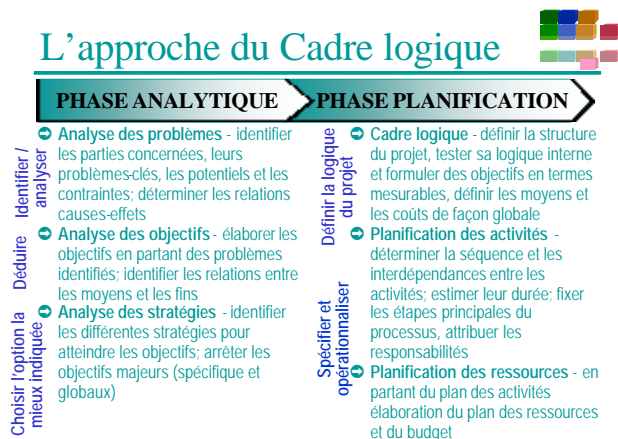 L'approche du Cadre logique
PHASE ANALYTIQUE
Identifier /
analyser
➲ Analyse des problèmes - identifier
les parties concernées, leurs
problèmes-clés, les potentiels et les
contraintes; déterminer les relations
causes-effets
Déduire
➲ Analyse des objectifs - élaborer les
objectifs en partant des problèmes
identifiés; identifier les relations entre
les moyens et les fins
Choisir l'option la
mieux indiquée
➲ Analyse des stratégies - identifier
les différentes stratégies pour
atteindre les objectifs; arrêter les
objectifs majeurs (spécifique et
globaux)
PHASE PLANIFICATION
Définir la logique
du projet
➲ Cadre logique - définir la structure
du projet, tester sa logique interne
et formuler des objectifs en termes
mesurables, définir les moyens et
les coûts de façon globale
Spécifier et
opérationnaliser
➲ Planification des activités -
déterminer la séquence et les
interdépendances entre les
activités; estimer leur durée; fixer
les étapes principales du
processus, attribuer les
responsabilités
➲ Planification des ressources - en
partant du plan des activités
élaboration du plan des ressources
et du budget